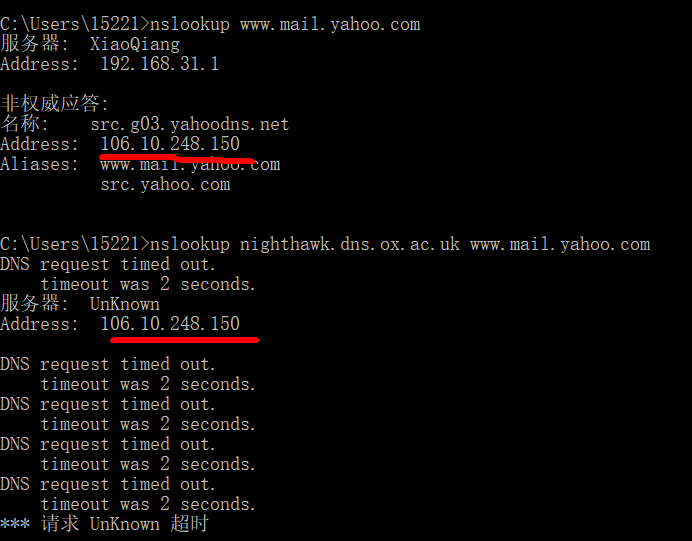 C:\Users\15221>nslookup www.mail.yahoo.com
服务器:  XiaoQiang
Address:  192.168.31.1
非权威应答:
名称:    src.g03.yahoodns.net
Address:  106.10.248.150
Aliases:  www.mail.yahoo.com
src.yahoo.com
C:\Users\15221>nslookup nighthawk.dns.ox.ac.uk www.mail.yahoo.com
DNS request timed out.
timeout was 2 seconds.
服务器:  UnKnown
Address:  106.10.248.150
DNS request timed out.
timeout was 2 seconds.
DNS request timed out.
timeout was 2 seconds.
DNS request timed out.
timeout was 2 seconds.
DNS request timed out.
timeout was 2 seconds.
*** 请求 UnKnown 超时